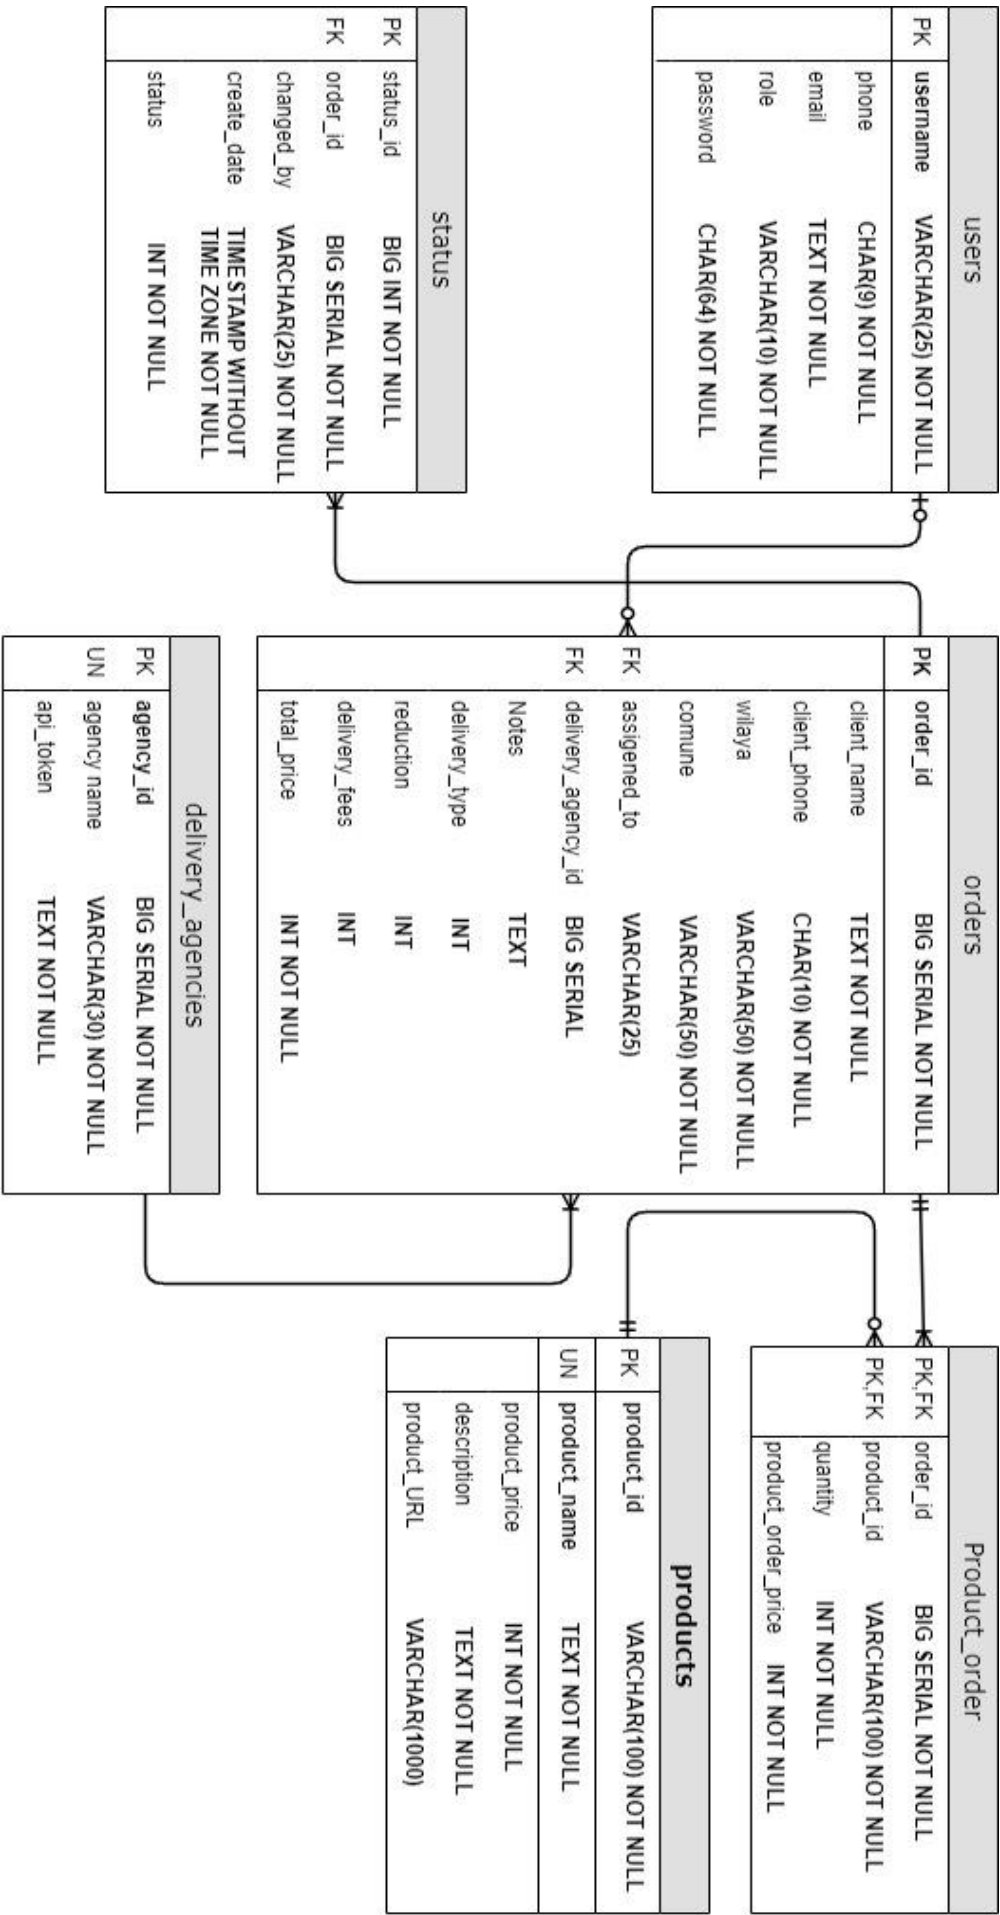 users
PK username VARCHAR(25) NOT NULL
phone CHAR(9) NOT NULL
email TEXT NOT NULL
role VARCHAR(10) NOT NULL
password CHAR(64) NOT NULL
orders
PK order_id BIG SERIAL NOT NULL
client_name TEXT NOT NULL
client_phone CHAR(10) NOT NULL
wilaya VARCHAR(50) NOT NULL
comune VARCHAR(50) NOT NULL
FK assigened_to VARCHAR(25)
FK delivery_agency_id BIG SERIAL
Notes TEXT
delivery_type INT
reduction INT
delivery_fees INT
total_price INT NOT NULL
Product_order
PK,FK order_id BIG SERIAL NOT NULL
PK,FK product_id VARCHAR(100) NOT NULL
quantity INT NOT NULL
product_order_price INT NOT NULL
status
PK status_id BIG INT NOT NULL
FK order_id BIG SERIAL NOT NULL
changed_by VARCHAR(25) NOT NULL
create_date TIMESTAMP WITHOUT
TIME ZONE NOT NULL
status INT NOT NULL
products
PK product_id VARCHAR(100) NOT NULL
UN product_name TEXT NOT NULL
product_price INT NOT NULL
description TEXT NOT NULL
product_URL VARCHAR(1000)
delivery_agencies
PK agency_id BIG SERIAL NOT NULL
UN agency name VARCHAR(30) NOT NULL
api_token TEXT NOT NULL